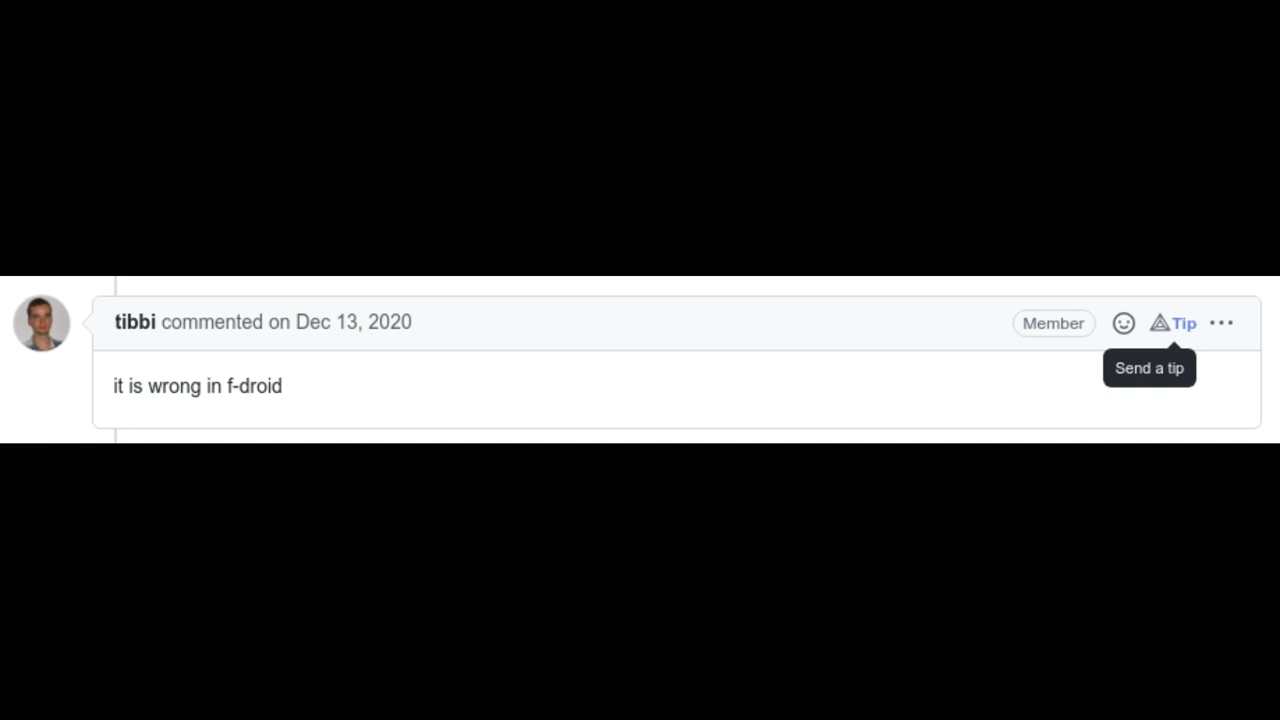 tibbi commented on Dec 13, 2020 Member Tip ...
Send a tip
it is wrong in f-droid